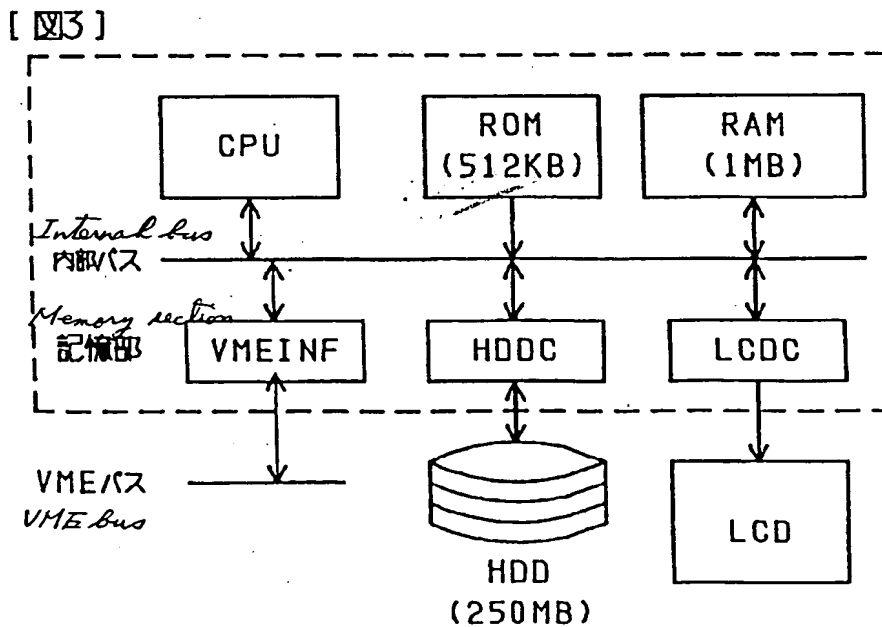 [図3]
CPU
ROM
(512KB)
RAM
(1MB)
Internal bus
内部バス
Memory section
記憶部
VMEINF
HDDC
LCDC
VMEバス
VME bus
HDD
(250MB)
LCD